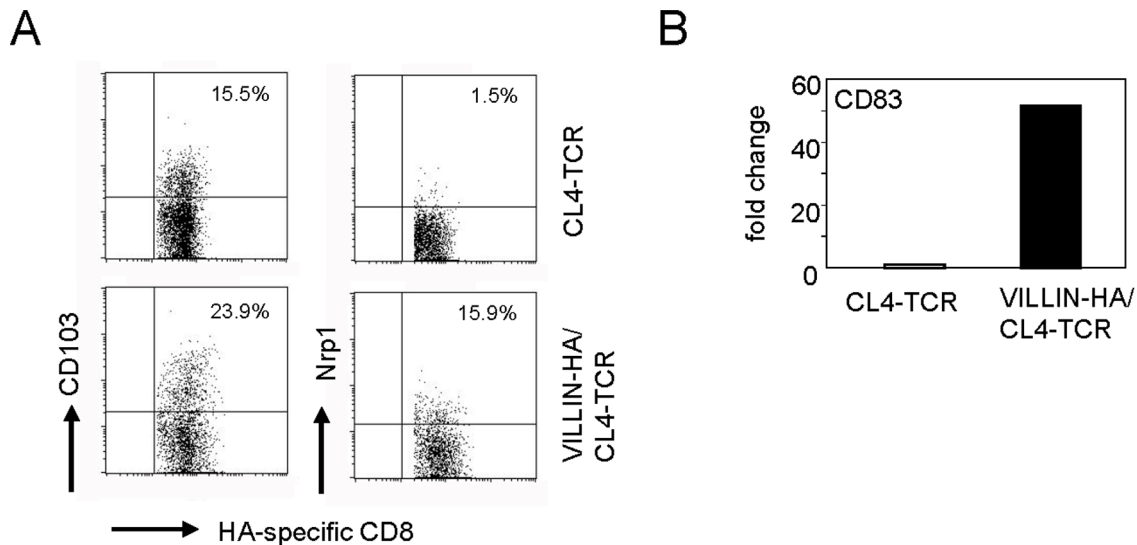 A
15.5%
1.5%
CL4-TCR
CD103
23.9%
Nrp1
15.9%
VILLIN-HA/
CL4-TCR
HA-specific CD8
B
CD83
fold change
60
40
20
0
CL4-TCR
VILLIN-HA/
CL4-TCR